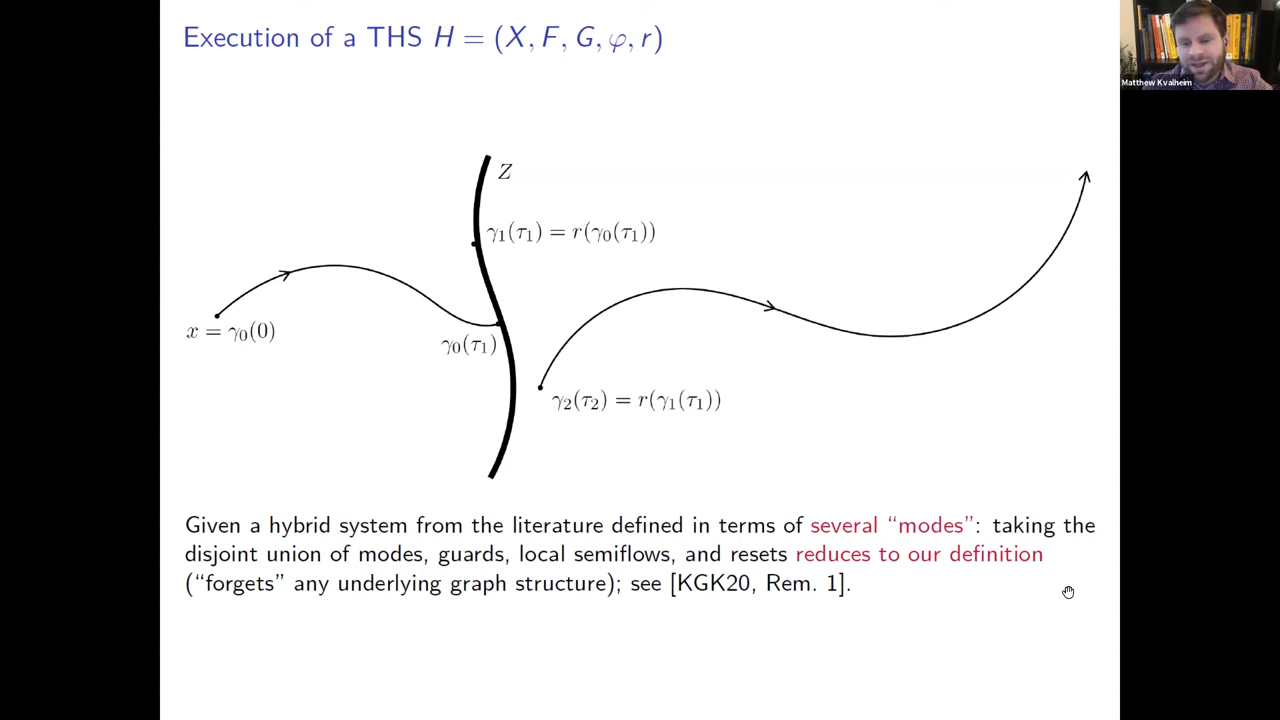 Execution of a THS H = (X, F, G, φ, r)
Matthew Kvalheim
Z
γ₁(τ₁) = r(γ₀(τ₁))
x = γ₀(0)
γ₀(τ₁)
γ₂(τ₂) = r(γ₁(τ₁))
Given a hybrid system from the literature defined in terms of several “modes”: taking the
disjoint union of modes, guards, local semiflows, and resets reduces to our definition
(“forgets” any underlying graph structure); see [KGK20, Rem. 1].